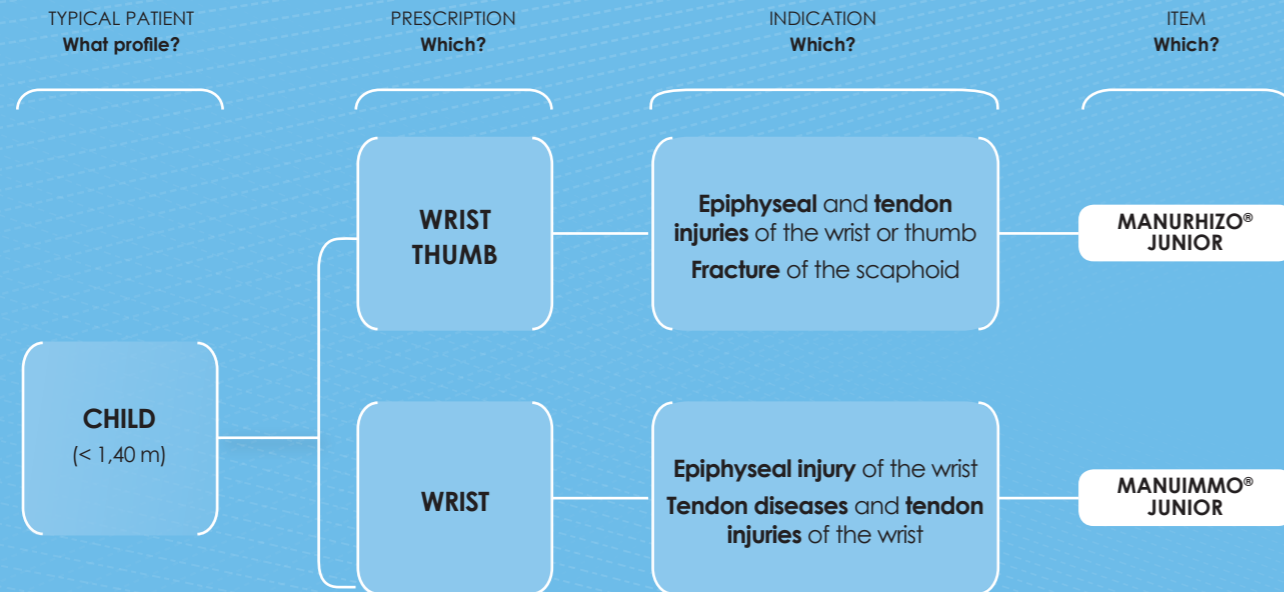 TYPICAL PATIENT
What profile?
PRESCRIPTION
Which?
INDICATION
Which?
ITEM
Which?
CHILD
(< 1,40 m)
WRIST
THUMB
Epiphyseal and tendon
injuries of the wrist or thumb
Fracture of the scaphoid
MANURHIZO®
JUNIOR
WRIST
Epiphyseal injury of the wrist
Tendon diseases and tendon
injuries of the wrist
MANUIMMO®
JUNIOR